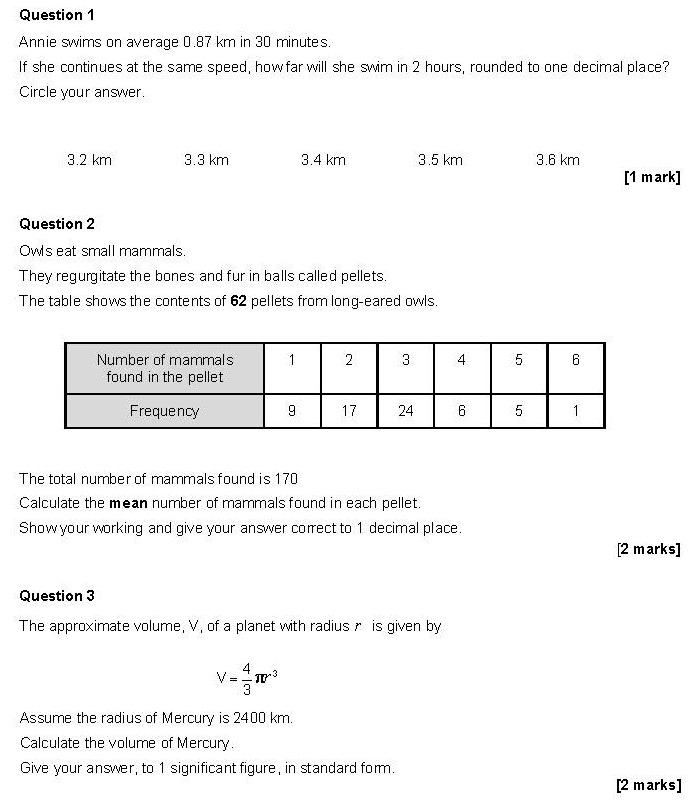 Question 1
Annie swims on average 0.87 km in 30 minutes.
If she continues at the same speed, how far will she swim in 2 hours, rounded to one decimal place?
Circle your answer.
3.2 km 3.3 km 3.4 km 3.5 km 3.6 km
[1 mark]
Question 2
Owls eat small mammals.
They regurgitate the bones and fur in balls called pellets.
The table shows the contents of 62 pellets from long-eared owls.
Number of mammals found in the pellet 1 2 3 4 5 6
Frequency 9 17 24 6 5 1
The total number of mammals found is 170
Calculate the mean number of mammals found in each pellet.
Show your working and give your answer correct to 1 decimal place.
[2 marks]
Question 3
The approximate volume, V, of a planet with radius r is given by
V = 4/3 πr³
Assume the radius of Mercury is 2400 km.
Calculate the volume of Mercury.
Give your answer, to 1 significant figure, in standard form.
[2 marks]